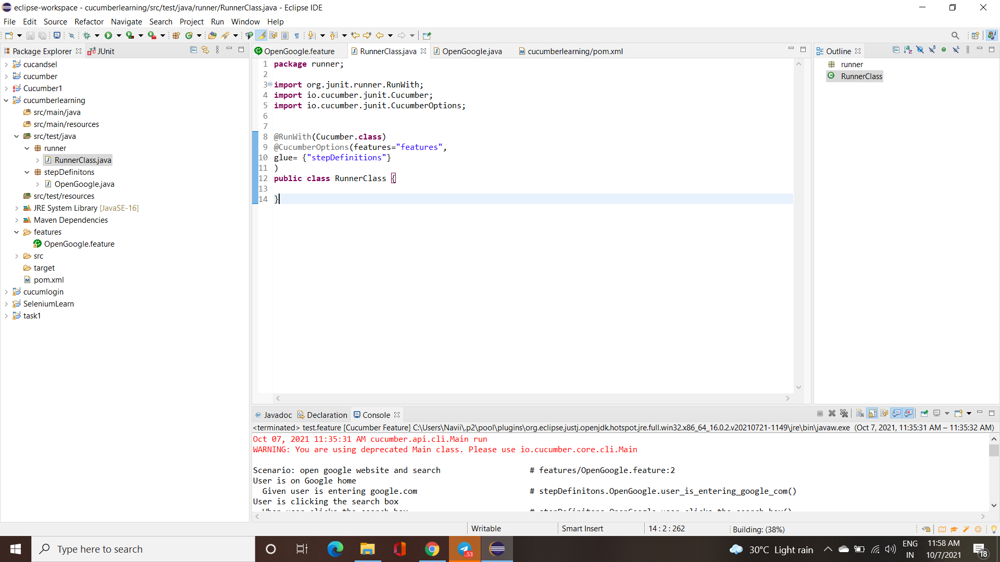 eclipse-workspace - cucumberlearning/src/test/java/runner/RunnerClass.java - Eclipse IDE
File Edit Source Refactor Navigate Search Project Run Window Help
Package Explorer JUnit
cucandsel
cucumber
Cucumber1
cucumberlearning
src/main/java
src/main/resources
src/test/java
runner
RunnerClass.java
stepDefinitons
OpenGoogle.java
src/test/resources
JRE System Library [JavaSE-16]
Maven Dependencies
features
OpenGoogle.feature
src
target
pom.xml
cucumlogin
SeleniumLearn
task1
OpenGoogle.feature RunnerClass.java OpenGoogle.java cucumberlearning/pom.xml
1 package runner;
2
3 import org.junit.runner.RunWith;
4 import io.cucumber.junit.Cucumber;
5 import io.cucumber.junit.CucumberOptions;
6
7
8 @RunWith(Cucumber.class)
9 @CucumberOptions(features="features",
10 glue= {"stepDefinitions"}
11 )
12 public class RunnerClass {
13
14 }
Outline
runner
RunnerClass
Javadoc Declaration Console
<terminated> test.feature [Cucumber Feature] C:\Users\Navii\.p2\pool\plugins\org.eclipse.justj.openjdk.hotspot.jre.full.win32.x86_64_16.0.2.v20210721-1149\jre\bin\javaw.exe (Oct 7, 2021, 11:35:31 AM – 11:35:32 AM)
Oct 07, 2021 11:35:31 AM cucumber.api.cli.Main run
WARNING: You are using deprecated Main class. Please use io.cucumber.core.cli.Main
Scenario: open google website and search # features/OpenGoogle.feature:2
User is on Google home
Given user is entering google.com # stepDefinitons.OpenGoogle.user_is_entering_google_com()
User is clicking the search box
Writable Smart Insert 14 : 2 : 262 Building: (38%)
Type here to search
..53
30°C Light rain
ENG
IN
11:58 AM
10/7/2021
18